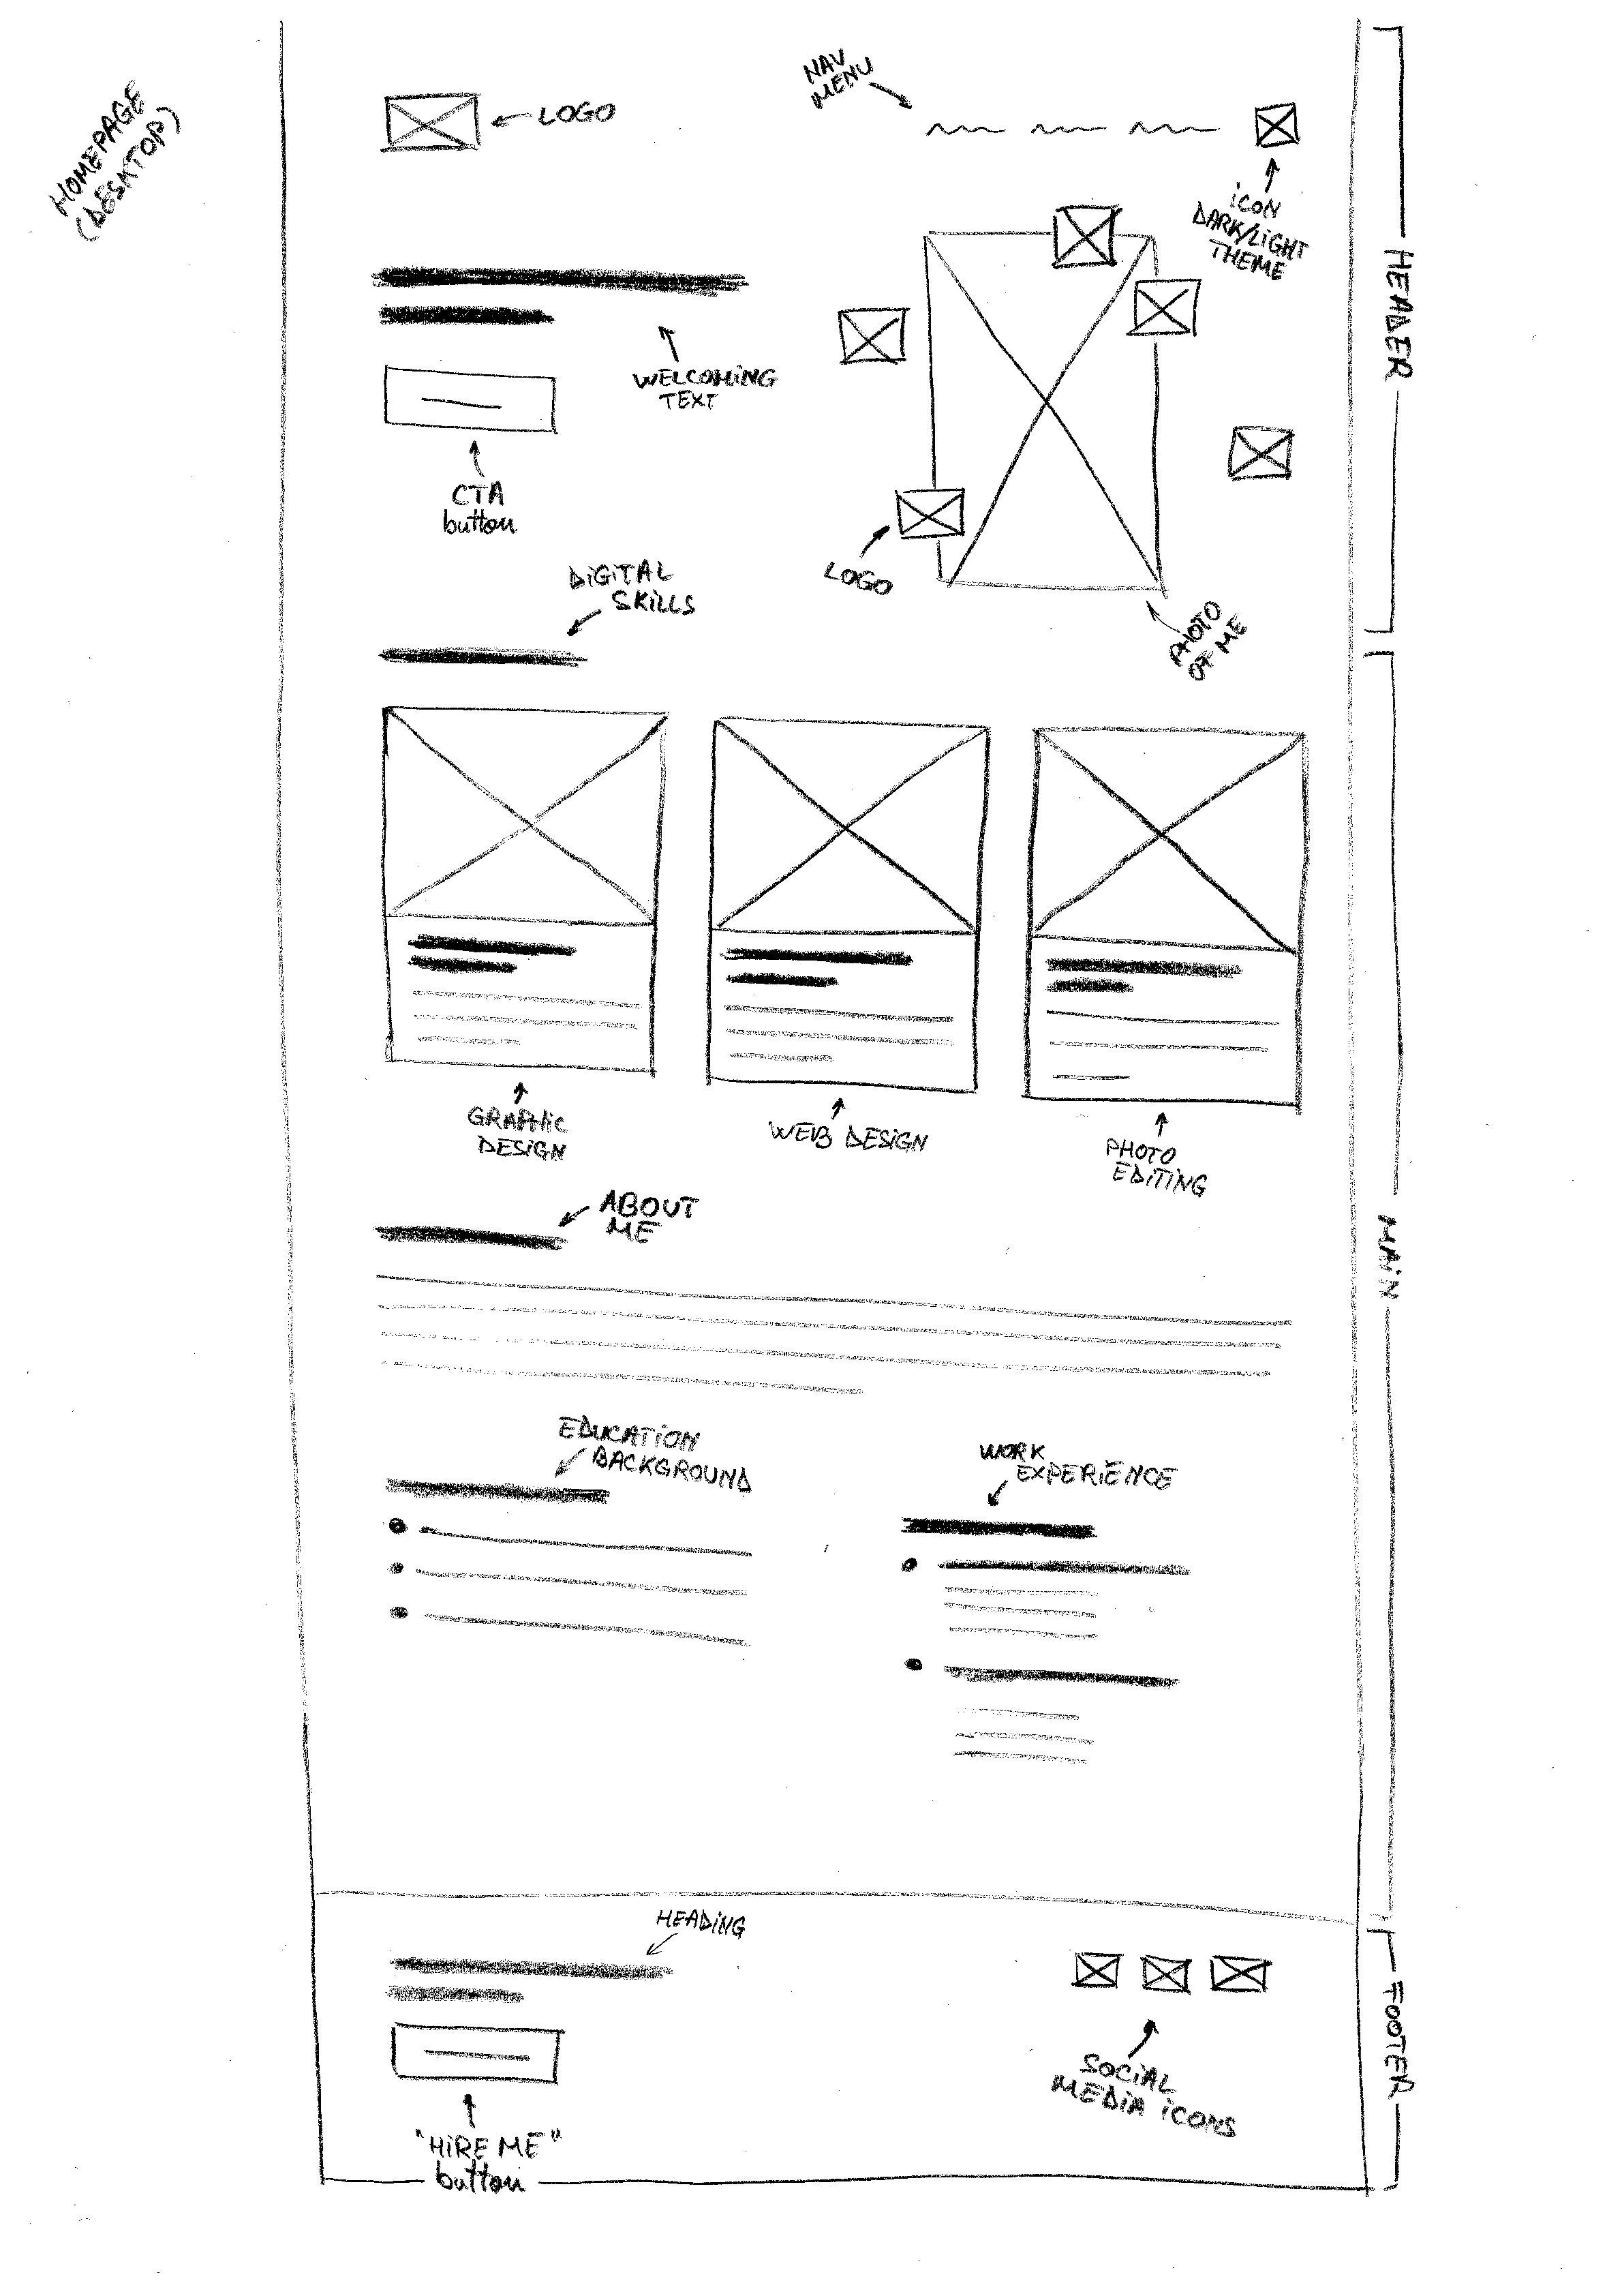 HOMEPAGE
(DESKTOP)
LOGO
NAV
MENU
ICON
DARK/LIGHT
THEME
HEADER
WELCOMING
TEXT
CTA
button
LOGO
PHOTO
OF ME
DIGITAL
SKILLS
GRAPHIC
DESIGN
WEB DESIGN
PHOTO
EDITING
MAIN
ABOUT
ME
EDUCATION
BACKGROUND
WORK
EXPERIENCE
HEADING
FOOTER
SOCIAL
MEDIA ICONS
"HIRE ME"
button